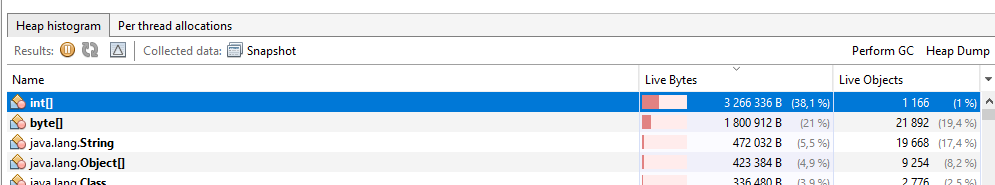 Heap histogram Per thread allocations
Results: Collected data: Snapshot Perform GC Heap Dump
Name Live Bytes Live Objects
int[] 3 266 336 B (38,1 %) 1 166 (1 %)
byte[] 1 800 912 B (21 %) 21 892 (19,4 %)
java.lang.String 472 032 B (5,5 %) 19 668 (17,4 %)
java.lang.Object[] 423 384 B (4,9 %) 9 254 (8,2 %)
java.lang.Class 336 480 B (3,9 %) 2 776 (2,5 %)